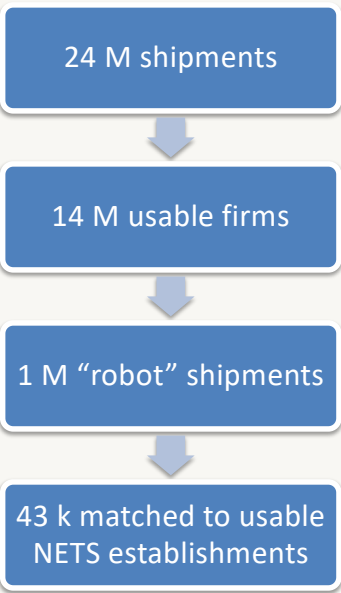 24 M shipments
14 M usable firms
1 M “robot” shipments
43 k matched to usable
NETS establishments